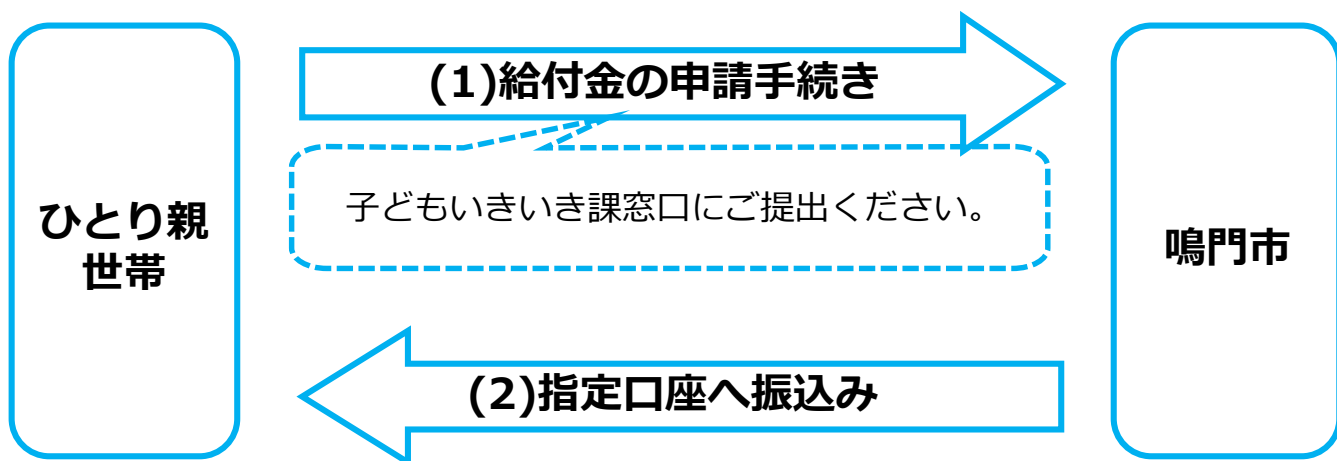 (1)給付金の申請手続き
子どもいきいき課窓口にご提出ください。
ひとり親
世帯
鳴門市
(2)指定口座へ振込み